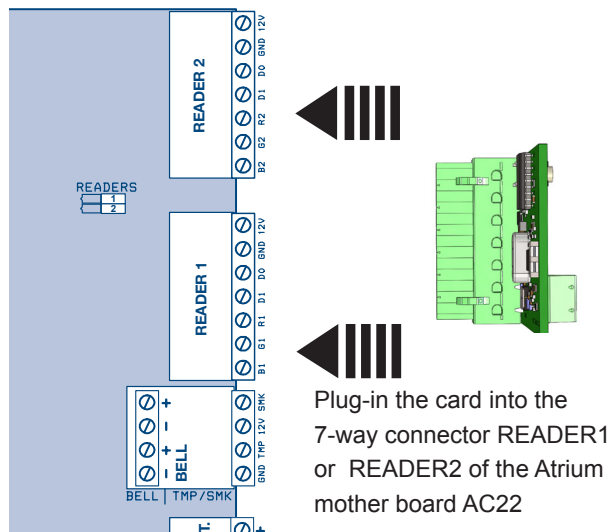 READER 2
12V
GND
D0
D1
R2
G2
B2
READERS
1
2
READER 1
12V
GND
D0
D1
R1
G1
B1
+
-
+
-
BELL
SMK
12V
TMP
GND
BELL | TMP/SMK
T.
+
Plug-in the card into the
7-way connector READER1
or READER2 of the Atrium
mother board AC22